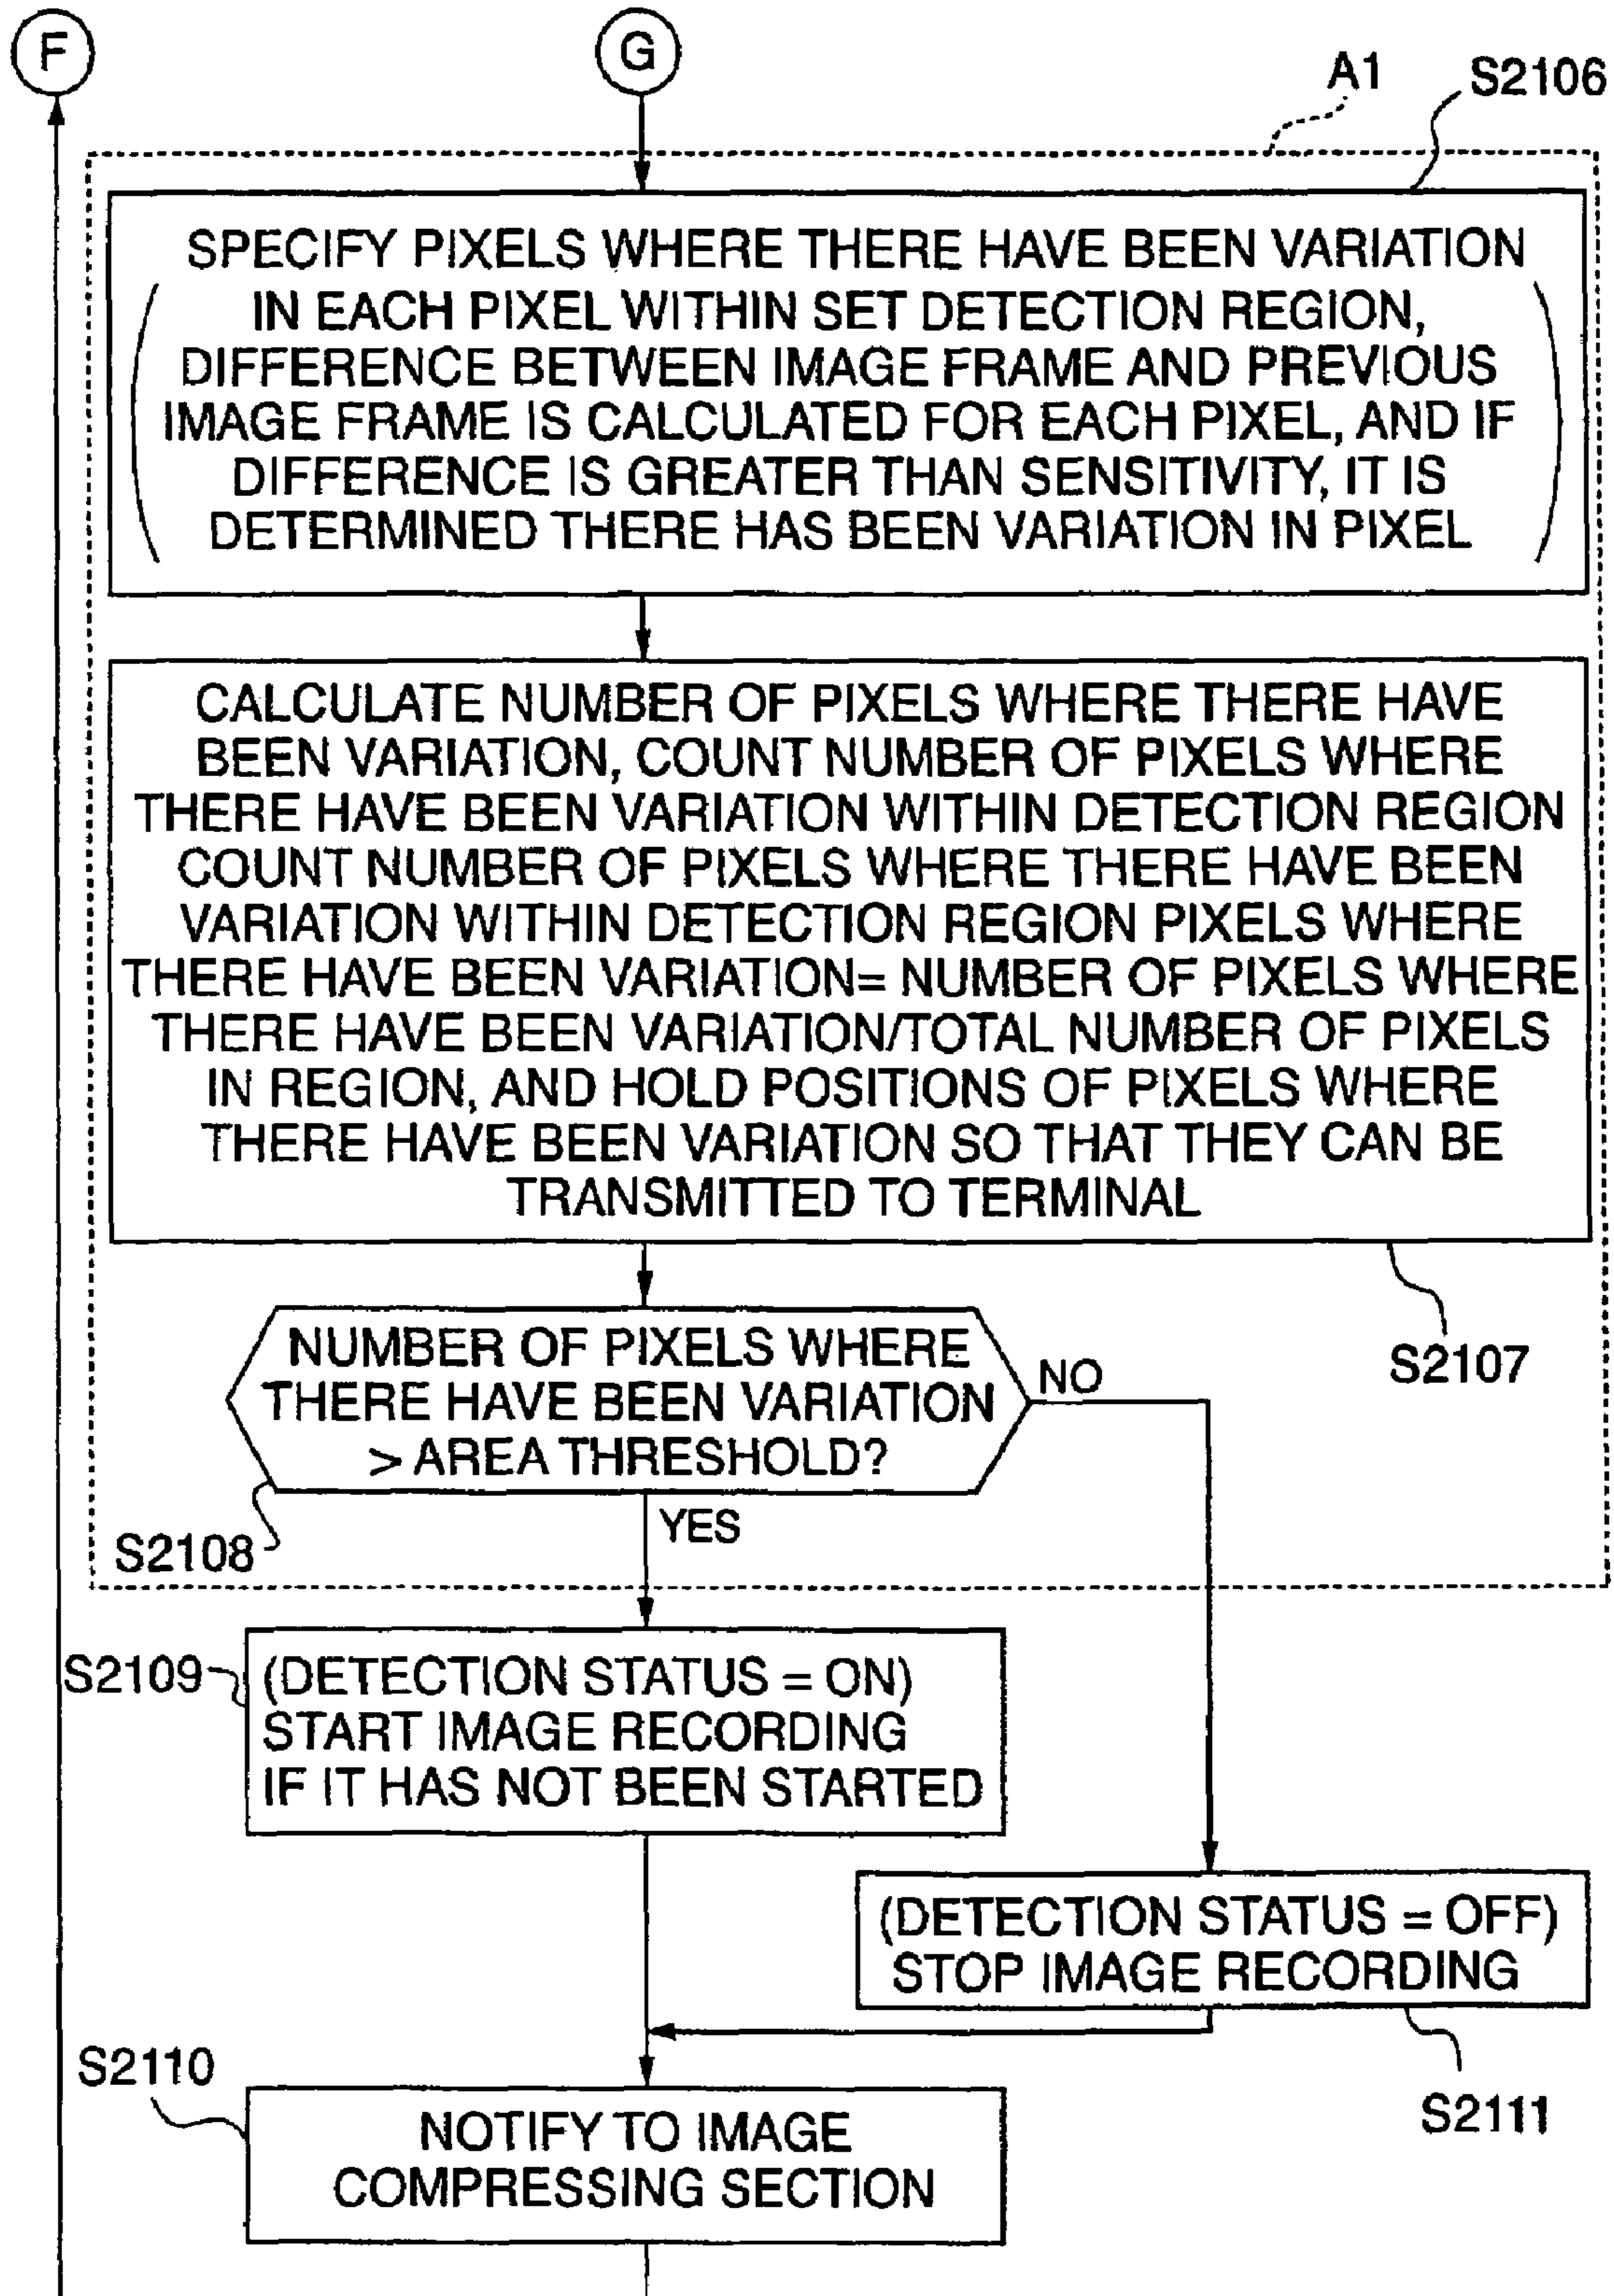 F
G
A1
S2106
SPECIFY PIXELS WHERE THERE HAVE BEEN VARIATION
IN EACH PIXEL WITHIN SET DETECTION REGION,
DIFFERENCE BETWEEN IMAGE FRAME AND PREVIOUS
IMAGE FRAME IS CALCULATED FOR EACH PIXEL, AND IF
DIFFERENCE IS GREATER THAN SENSITIVITY, IT IS
DETERMINED THERE HAS BEEN VARIATION IN PIXEL
CALCULATE NUMBER OF PIXELS WHERE THERE HAVE
BEEN VARIATION, COUNT NUMBER OF PIXELS WHERE
THERE HAVE BEEN VARIATION WITHIN DETECTION REGION
COUNT NUMBER OF PIXELS WHERE THERE HAVE BEEN
VARIATION WITHIN DETECTION REGION PIXELS WHERE
THERE HAVE BEEN VARIATION= NUMBER OF PIXELS WHERE
THERE HAVE BEEN VARIATION/TOTAL NUMBER OF PIXELS
IN REGION, AND HOLD POSITIONS OF PIXELS WHERE
THERE HAVE BEEN VARIATION SO THAT THEY CAN BE
TRANSMITTED TO TERMINAL
S2107
NUMBER OF PIXELS WHERE
THERE HAVE BEEN VARIATION
> AREA THRESHOLD?
NO
YES
S2108
S2109
(DETECTION STATUS = ON)
START IMAGE RECORDING
IF IT HAS NOT BEEN STARTED
(DETECTION STATUS = OFF)
STOP IMAGE RECORDING
S2111
S2110
NOTIFY TO IMAGE
COMPRESSING SECTION